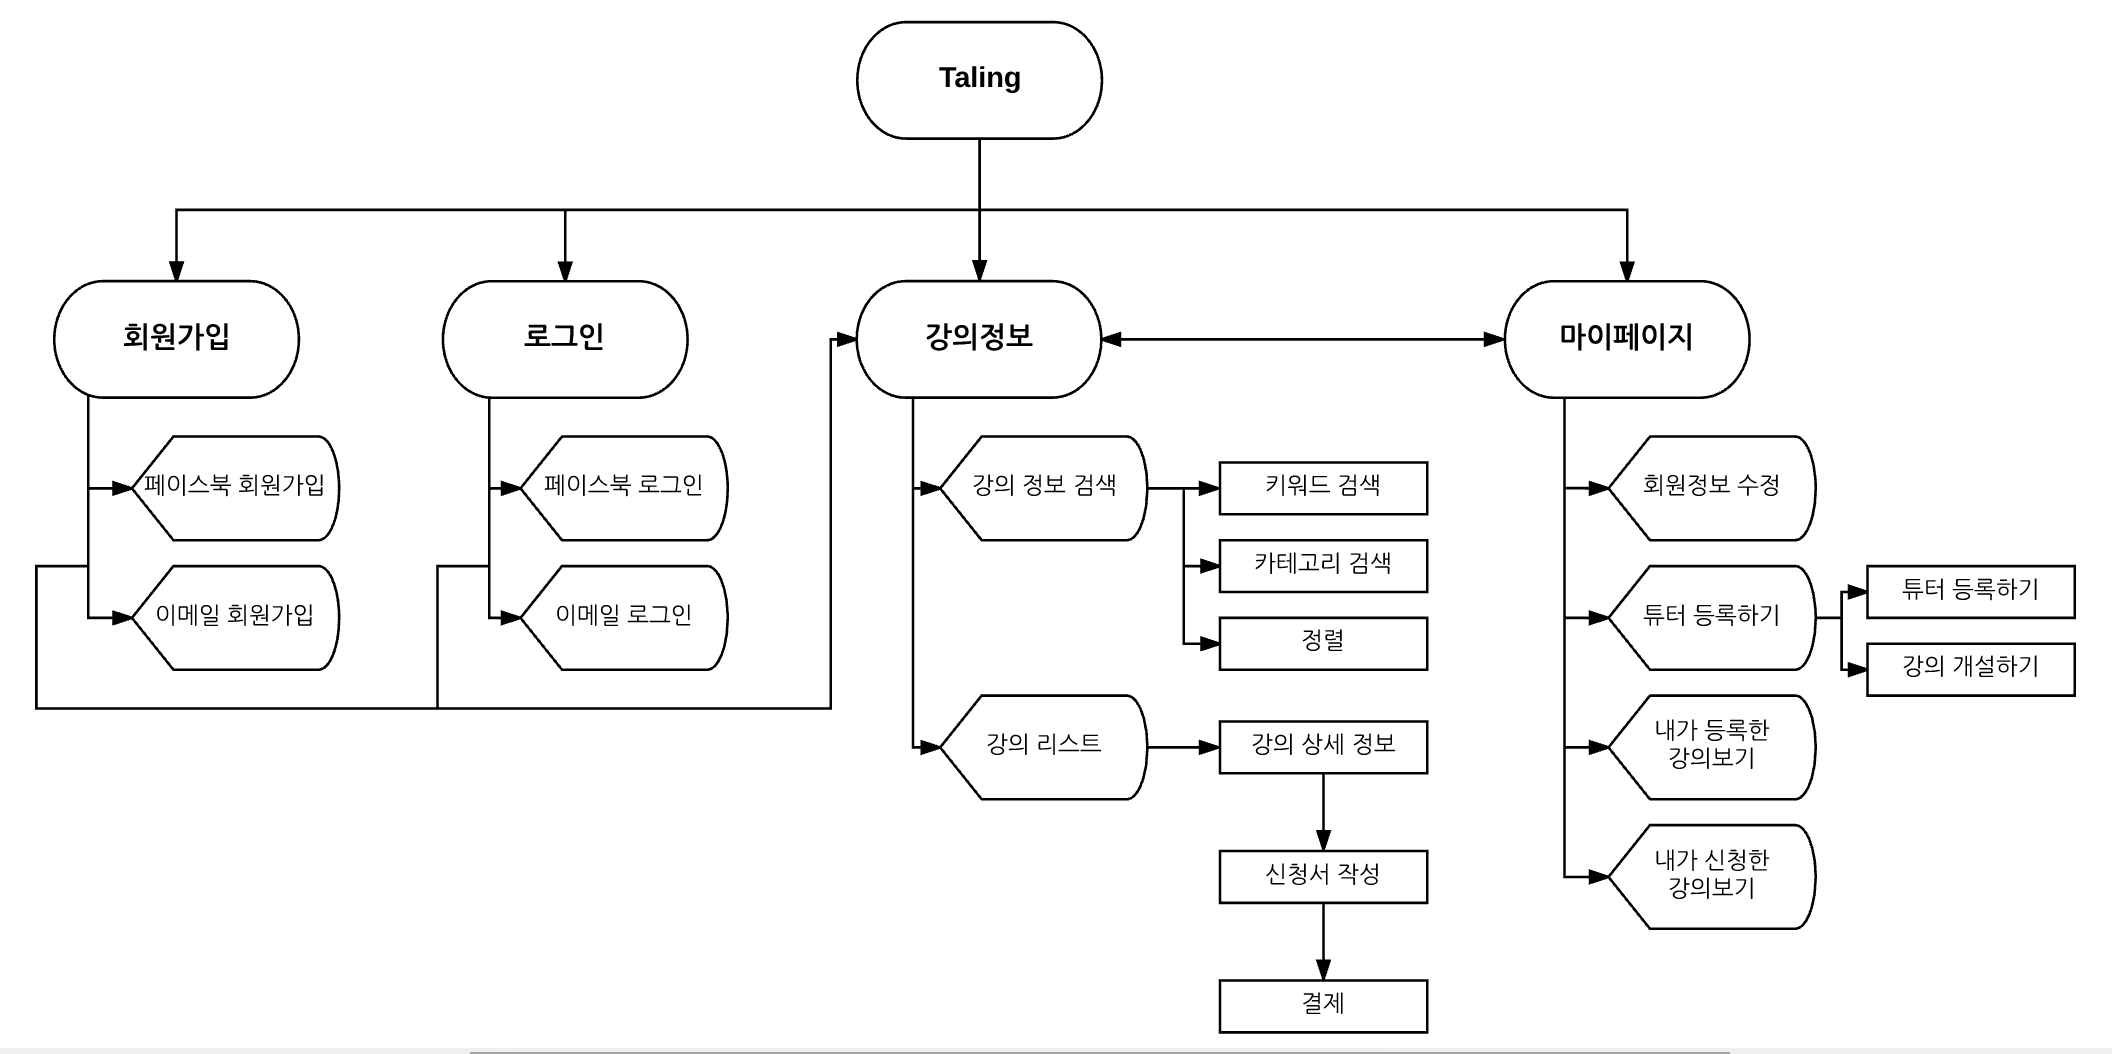 Taling
회원가입
로그인
강의정보
마이페이지
페이스북 회원가입
이메일 회원가입
페이스북 로그인
이메일 로그인
강의 정보 검색
키워드 검색
카테고리 검색
정렬
강의 리스트
강의 상세 정보
신청서 작성
결제
회원정보 수정
튜터 등록하기
튜터 등록하기
강의 개설하기
내가 등록한
강의보기
내가 신청한
강의보기